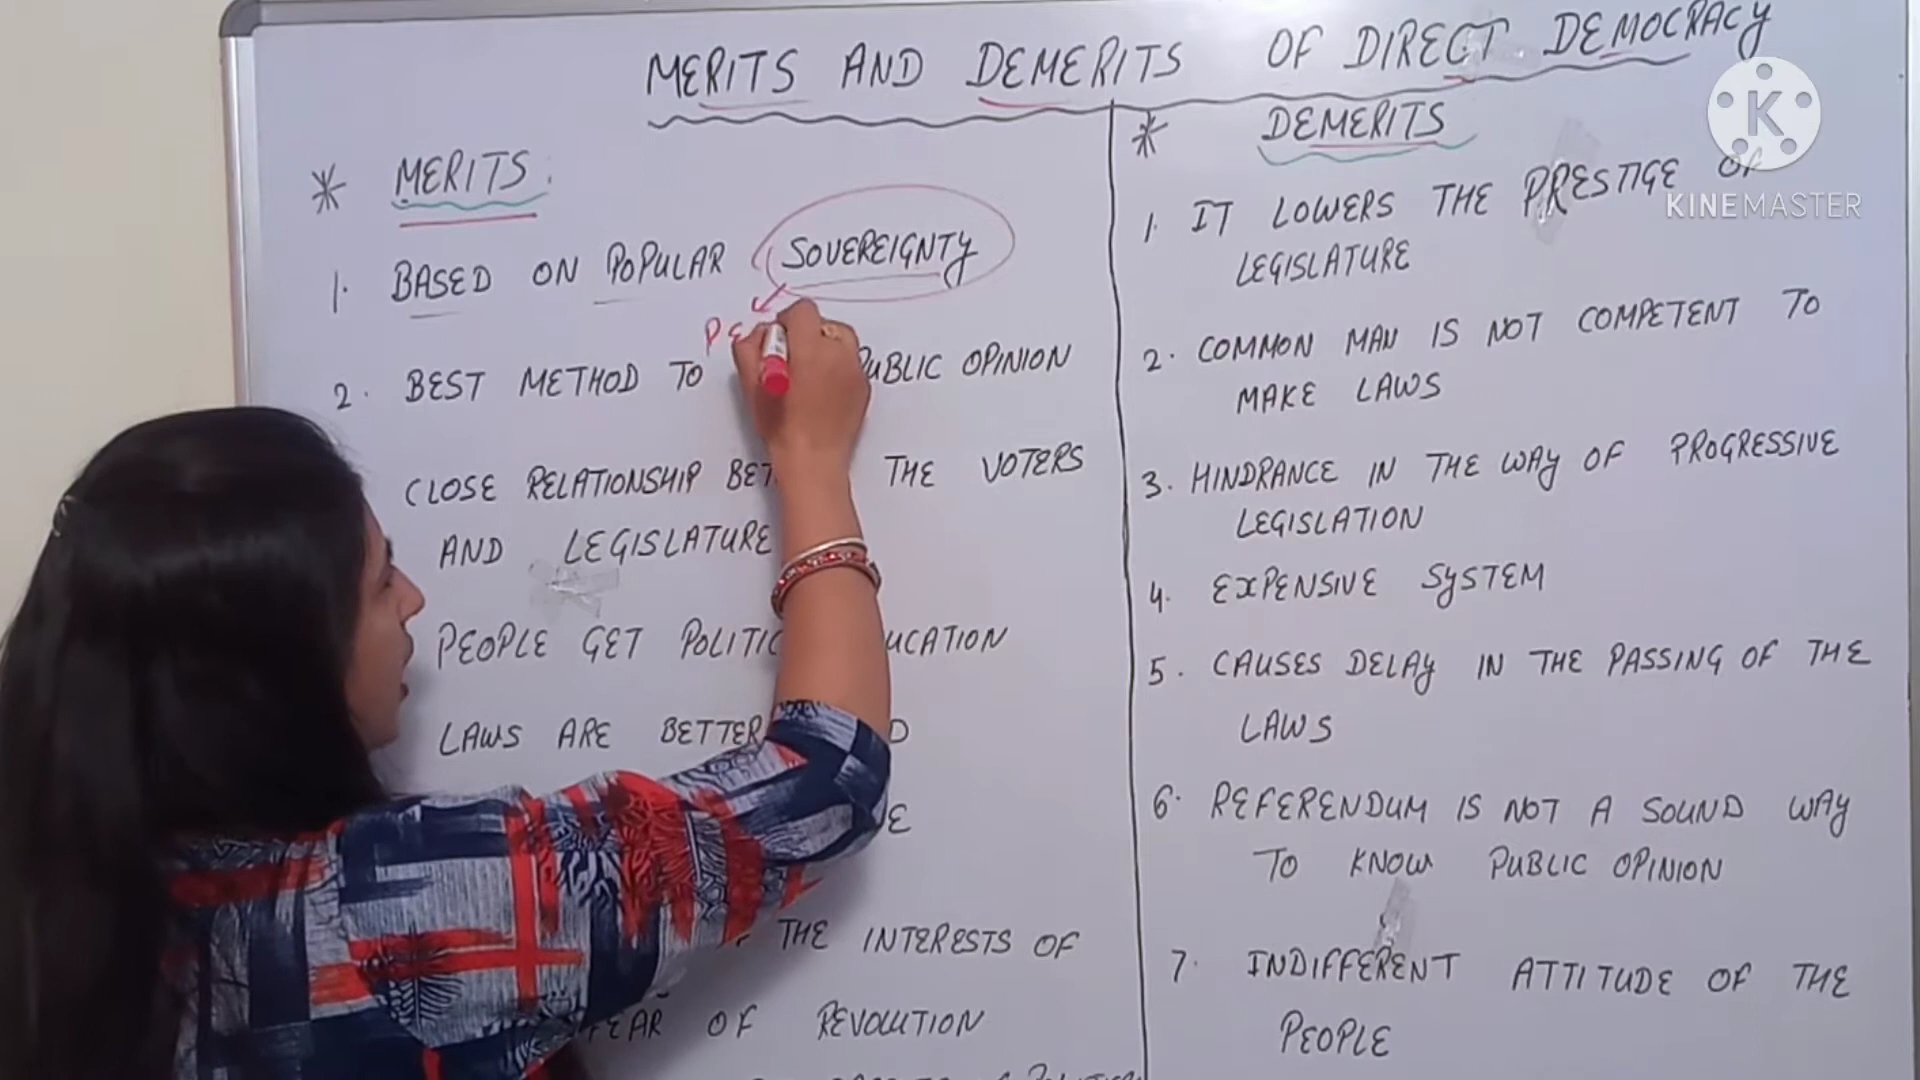 MERITS AND DEMERITS OF DIRECT DEMOCRACY
* MERITS:
1. BASED ON POPULAR SOVEREIGNTY
PE
2. BEST METHOD TO PUBLIC OPINION
CLOSE RELATIONSHIP THE VOTERS
AND LEGISLATURE
PEOPLE GET
LAWS ARE BETTER
THE INTERESTS OF
FEAR OF REVOLUTION
* DEMERITS
1. IT LOWERS THE PRESTIGE OF
LEGISLATURE
2. COMMON MAN IS NOT COMPETENT TO
MAKE LAWS
3. HINDRANCE IN THE WAY OF PROGRESSIVE
LEGISLATION
4. EXPENSIVE SYSTEM
5. CAUSES DELAY IN THE PASSING OF THE
LAWS
6. REFERENDUM IS NOT A SOUND WAY
TO KNOW PUBLIC OPINION
7. INDIFFERENT ATTITUDE OF THE
PEOPLE
K
KINEMASTER